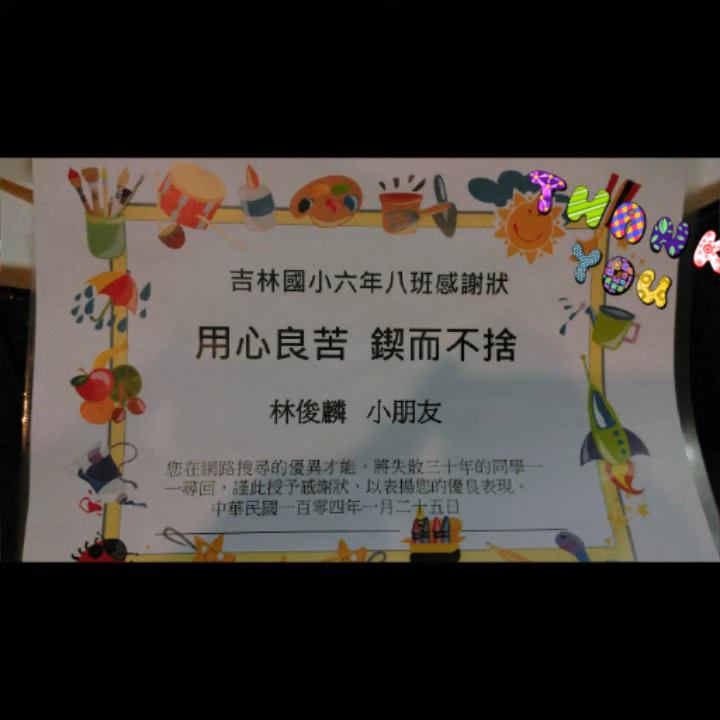 THANK
YOU
吉林國小六年八班感謝狀
用心良苦 鍥而不捨
林俊麟 小朋友
您在網路搜尋的優異才能，將失散三十年的同學一
一尋回，謹此授予感謝狀，以表揚您的優良表現。
中華民國一百零四年一月二十五日